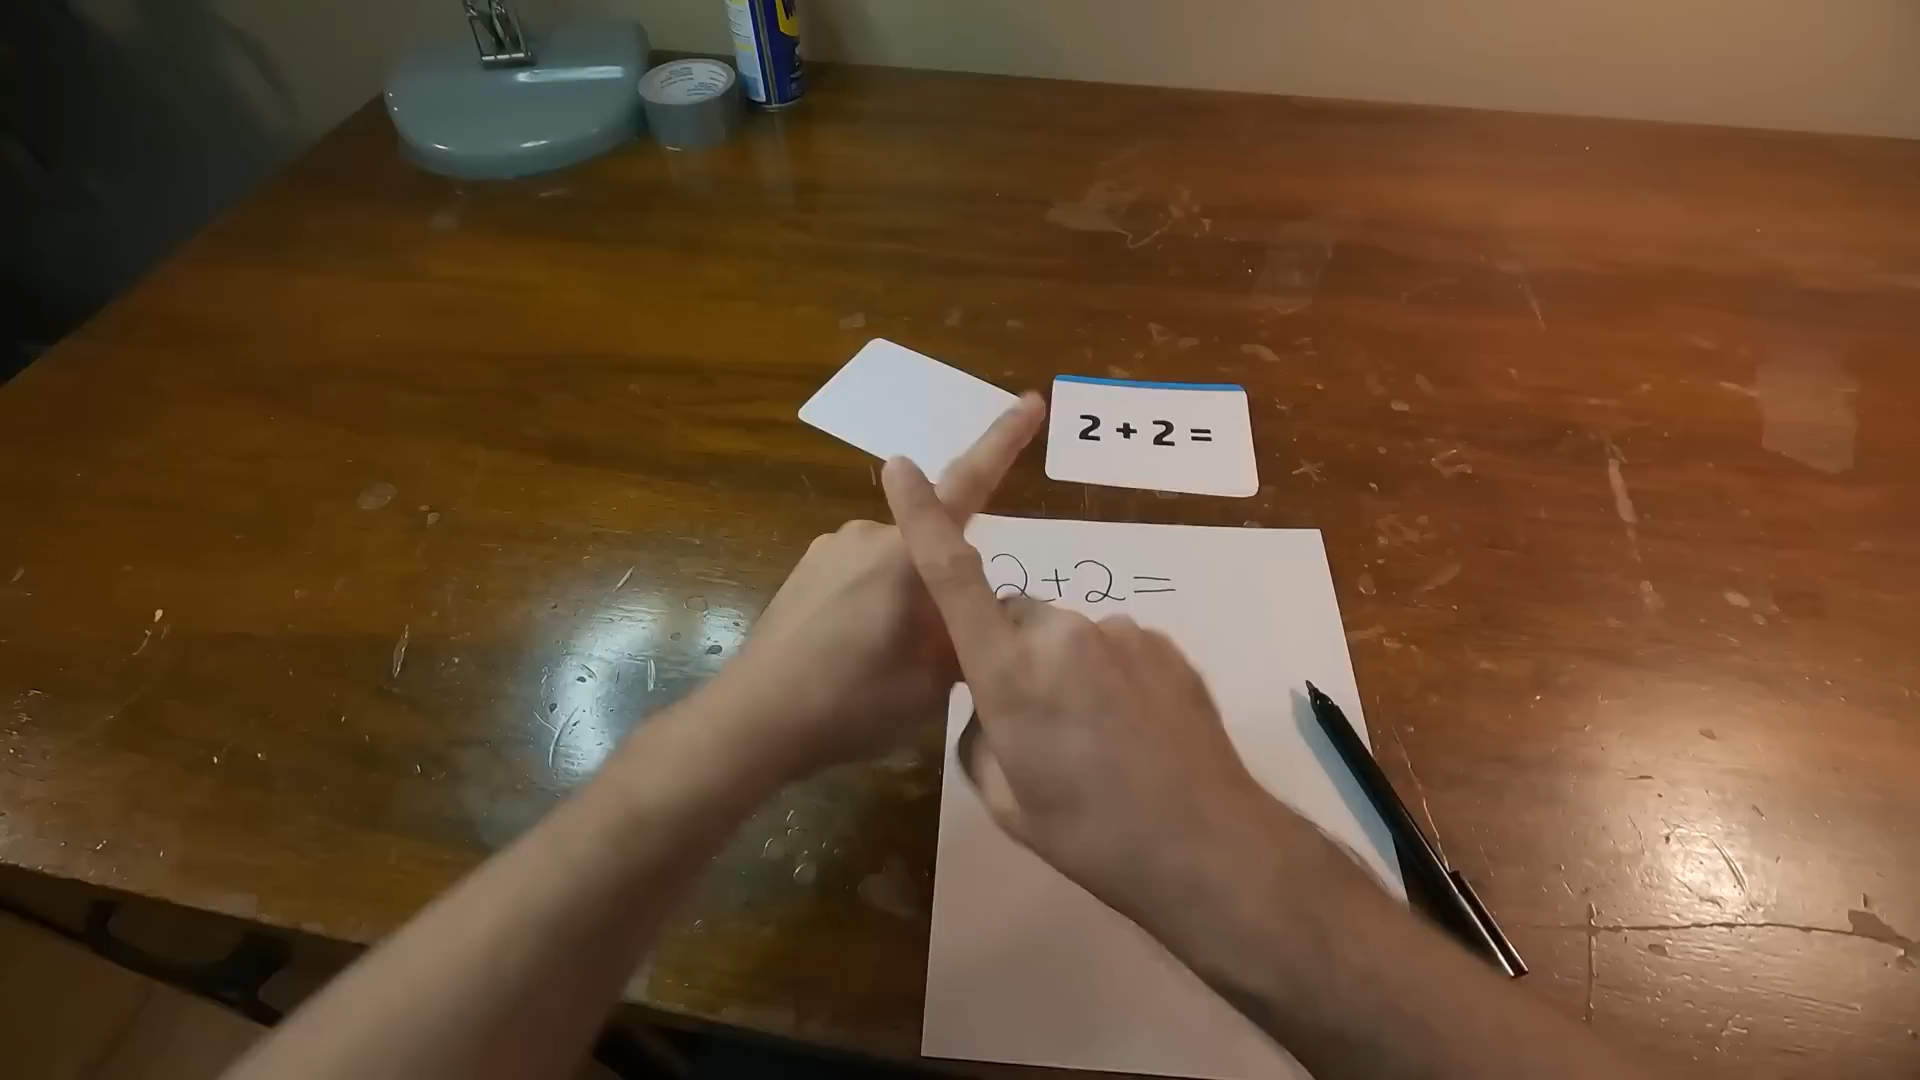 2 + 2 =
2+2=